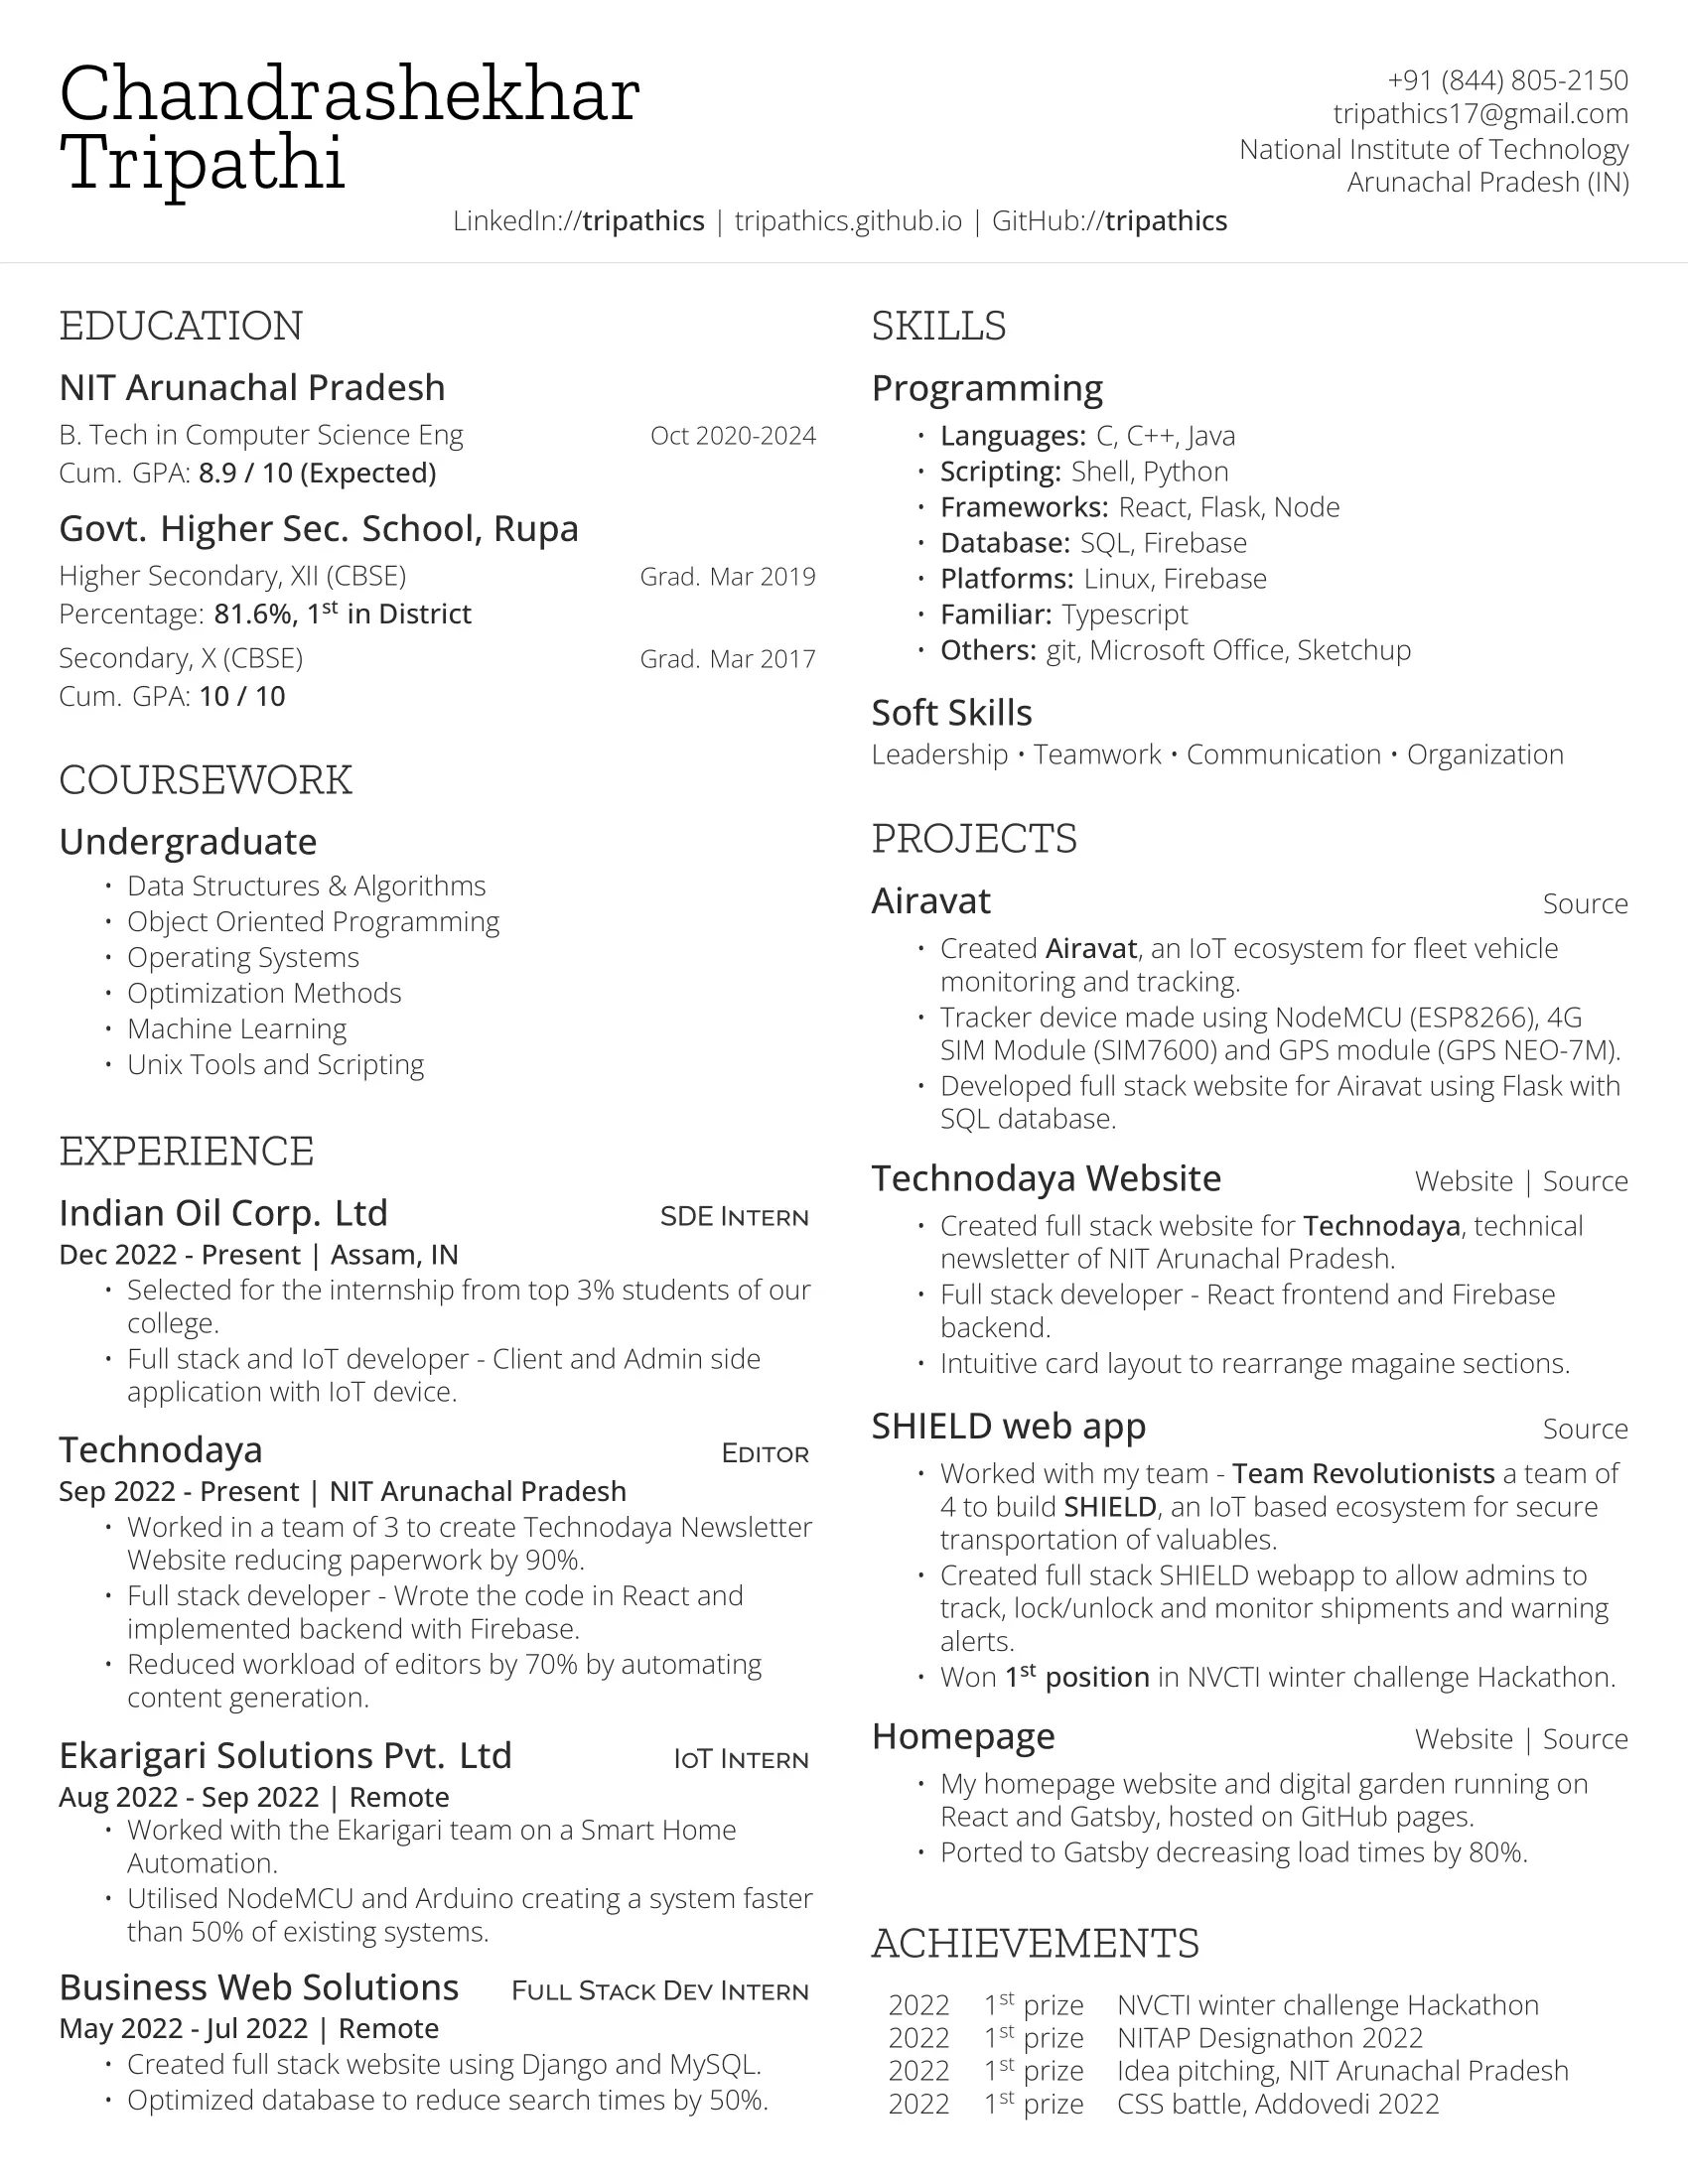 Chandrashekhar
Tripathi
+91 (844) 805-2150
tripathics17@gmail.com
National Institute of Technology
Arunachal Pradesh (IN)
LinkedIn://tripathics | tripathics.github.io | GitHub://tripathics
EDUCATION
NIT Arunachal Pradesh
B. Tech in Computer Science Eng Oct 2020-2024
Cum. GPA: 8.9 / 10 (Expected)
Govt. Higher Sec. School, Rupa
Higher Secondary, XII (CBSE) Grad. Mar 2019
Percentage: 81.6%, 1st in District
Secondary, X (CBSE) Grad. Mar 2017
Cum. GPA: 10 / 10
COURSEWORK
Undergraduate
• Data Structures & Algorithms
• Object Oriented Programming
• Operating Systems
• Optimization Methods
• Machine Learning
• Unix Tools and Scripting
EXPERIENCE
Indian Oil Corp. Ltd SDE INTERN
Dec 2022 - Present | Assam, IN
• Selected for the internship from top 3% students of our
college.
• Full stack and IoT developer - Client and Admin side
application with IoT device.
Technodaya EDITOR
Sep 2022 - Present | NIT Arunachal Pradesh
• Worked in a team of 3 to create Technodaya Newsletter
Website reducing paperwork by 90%.
• Full stack developer - Wrote the code in React and
implemented backend with Firebase.
• Reduced workload of editors by 70% by automating
content generation.
Ekarigari Solutions Pvt. Ltd IoT INTERN
Aug 2022 - Sep 2022 | Remote
• Worked with the Ekarigari team on a Smart Home
Automation.
• Utilised NodeMCU and Arduino creating a system faster
than 50% of existing systems.
Business Web Solutions FULL STACK DEV INTERN
May 2022 - Jul 2022 | Remote
• Created full stack website using Django and MySQL.
• Optimized database to reduce search times by 50%.
SKILLS
Programming
• Languages: C, C++, Java
• Scripting: Shell, Python
• Frameworks: React, Flask, Node
• Database: SQL, Firebase
• Platforms: Linux, Firebase
• Familiar: Typescript
• Others: git, Microsoft Office, Sketchup
Soft Skills
Leadership • Teamwork • Communication • Organization
PROJECTS
Airavat Source
• Created Airavat, an IoT ecosystem for fleet vehicle
monitoring and tracking.
• Tracker device made using NodeMCU (ESP8266), 4G
SIM Module (SIM7600) and GPS module (GPS NEO-7M).
• Developed full stack website for Airavat using Flask with
SQL database.
Technodaya Website Website | Source
• Created full stack website for Technodaya, technical
newsletter of NIT Arunachal Pradesh.
• Full stack developer - React frontend and Firebase
backend.
• Intuitive card layout to rearrange magaine sections.
SHIELD web app Source
• Worked with my team - Team Revolutionists a team of
4 to build SHIELD, an IoT based ecosystem for secure
transportation of valuables.
• Created full stack SHIELD webapp to allow admins to
track, lock/unlock and monitor shipments and warning
alerts.
• Won 1st position in NVCTI winter challenge Hackathon.
Homepage Website | Source
• My homepage website and digital garden running on
React and Gatsby, hosted on GitHub pages.
• Ported to Gatsby decreasing load times by 80%.
ACHIEVEMENTS
2022 1st prize NVCTI winter challenge Hackathon
2022 1st prize NITAP Designathon 2022
2022 1st prize Idea pitching, NIT Arunachal Pradesh
2022 1st prize CSS battle, Addovedi 2022